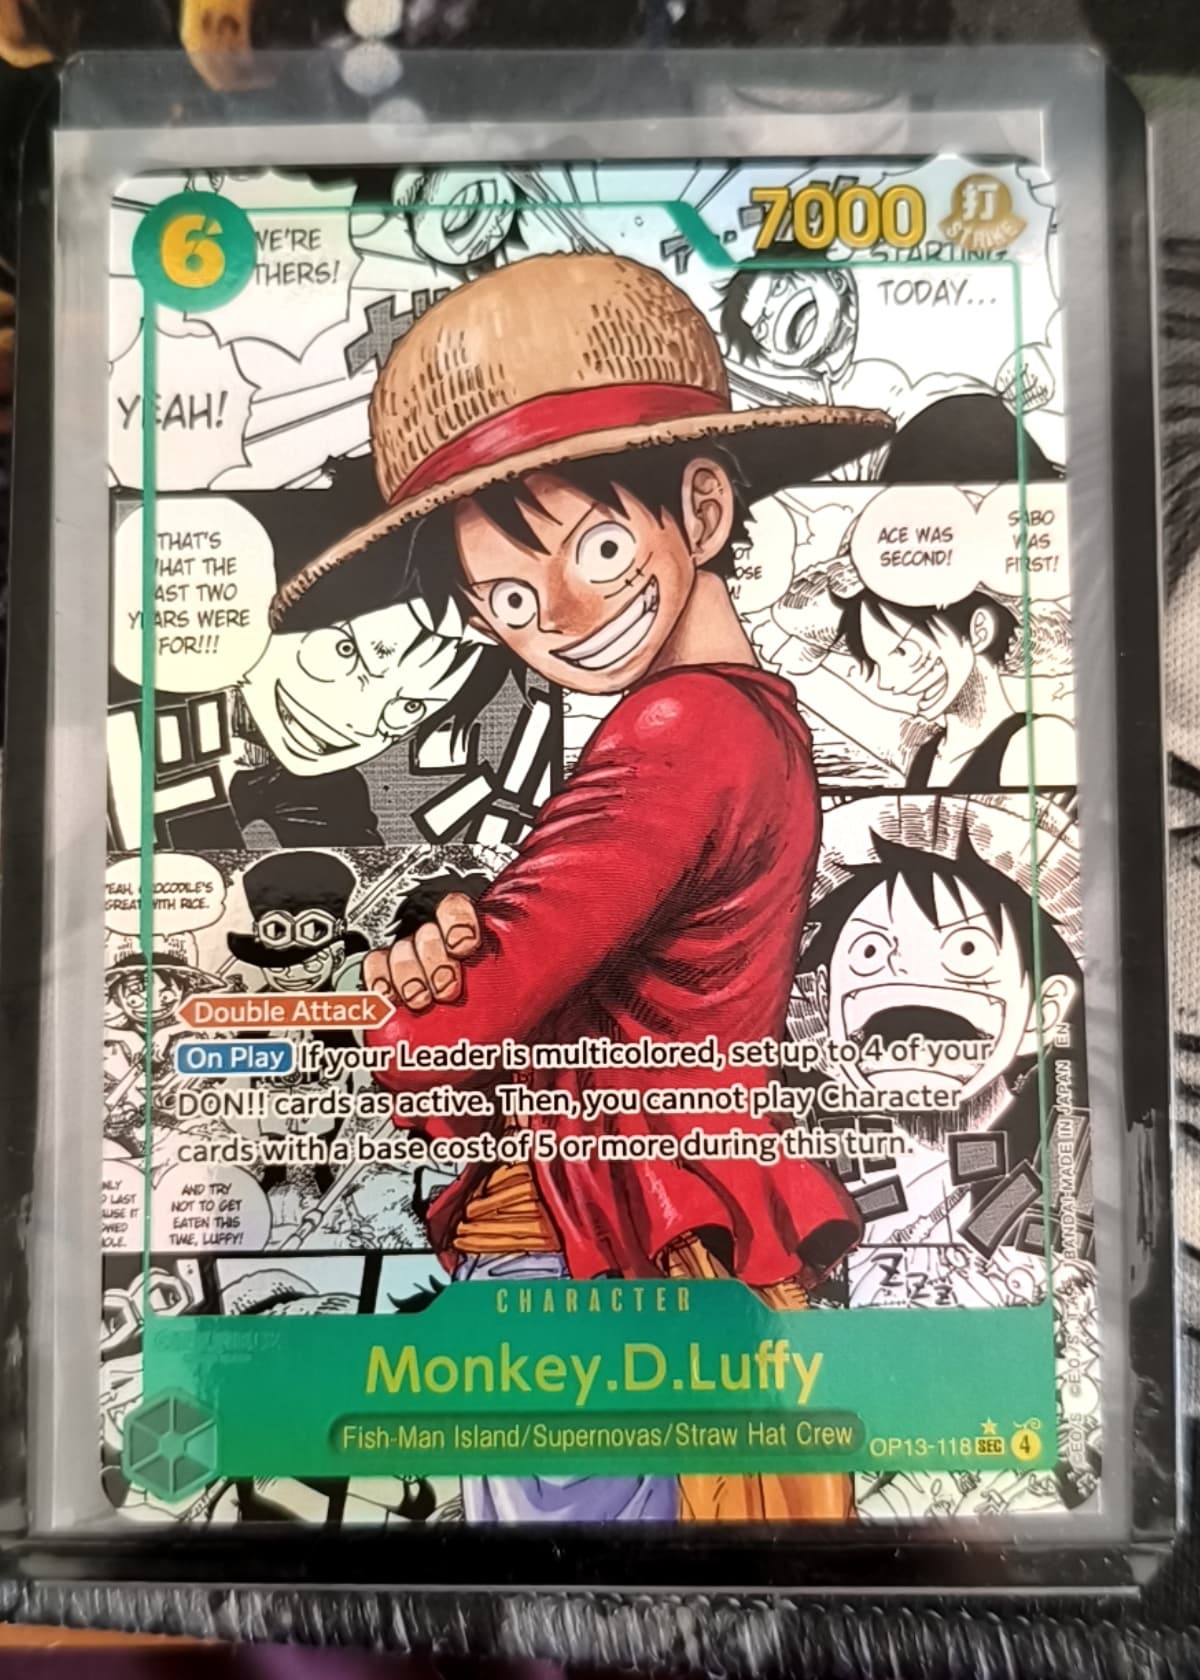 6
7000
打
STRIKE
WE'RE
THERS!
STARTING
TODAY...
YEAH!
THAT'S
HAT THE
AST TWO
YEARS WERE
FOR!!!
ACE WAS
SECOND!
SABO
WAS
FIRST!
YEAH, CROCODILE'S
GREAT WITH RICE.
Double Attack
On Play If your Leader is multicolored, set up to 4 of your
DON!! cards as active. Then, you cannot play Character
cards with a base cost of 5 or more during this turn.
LAST
AND TRY
NOT TO GET
EATEN THIS
TIME, LUFFY!
Z Z Z
CHARACTER
Monkey.D.Luffy
Fish-Man Island/Supernovas/Straw Hat Crew
OP13-118 SEC 4
BANDAI MADE IN JAPAN EN